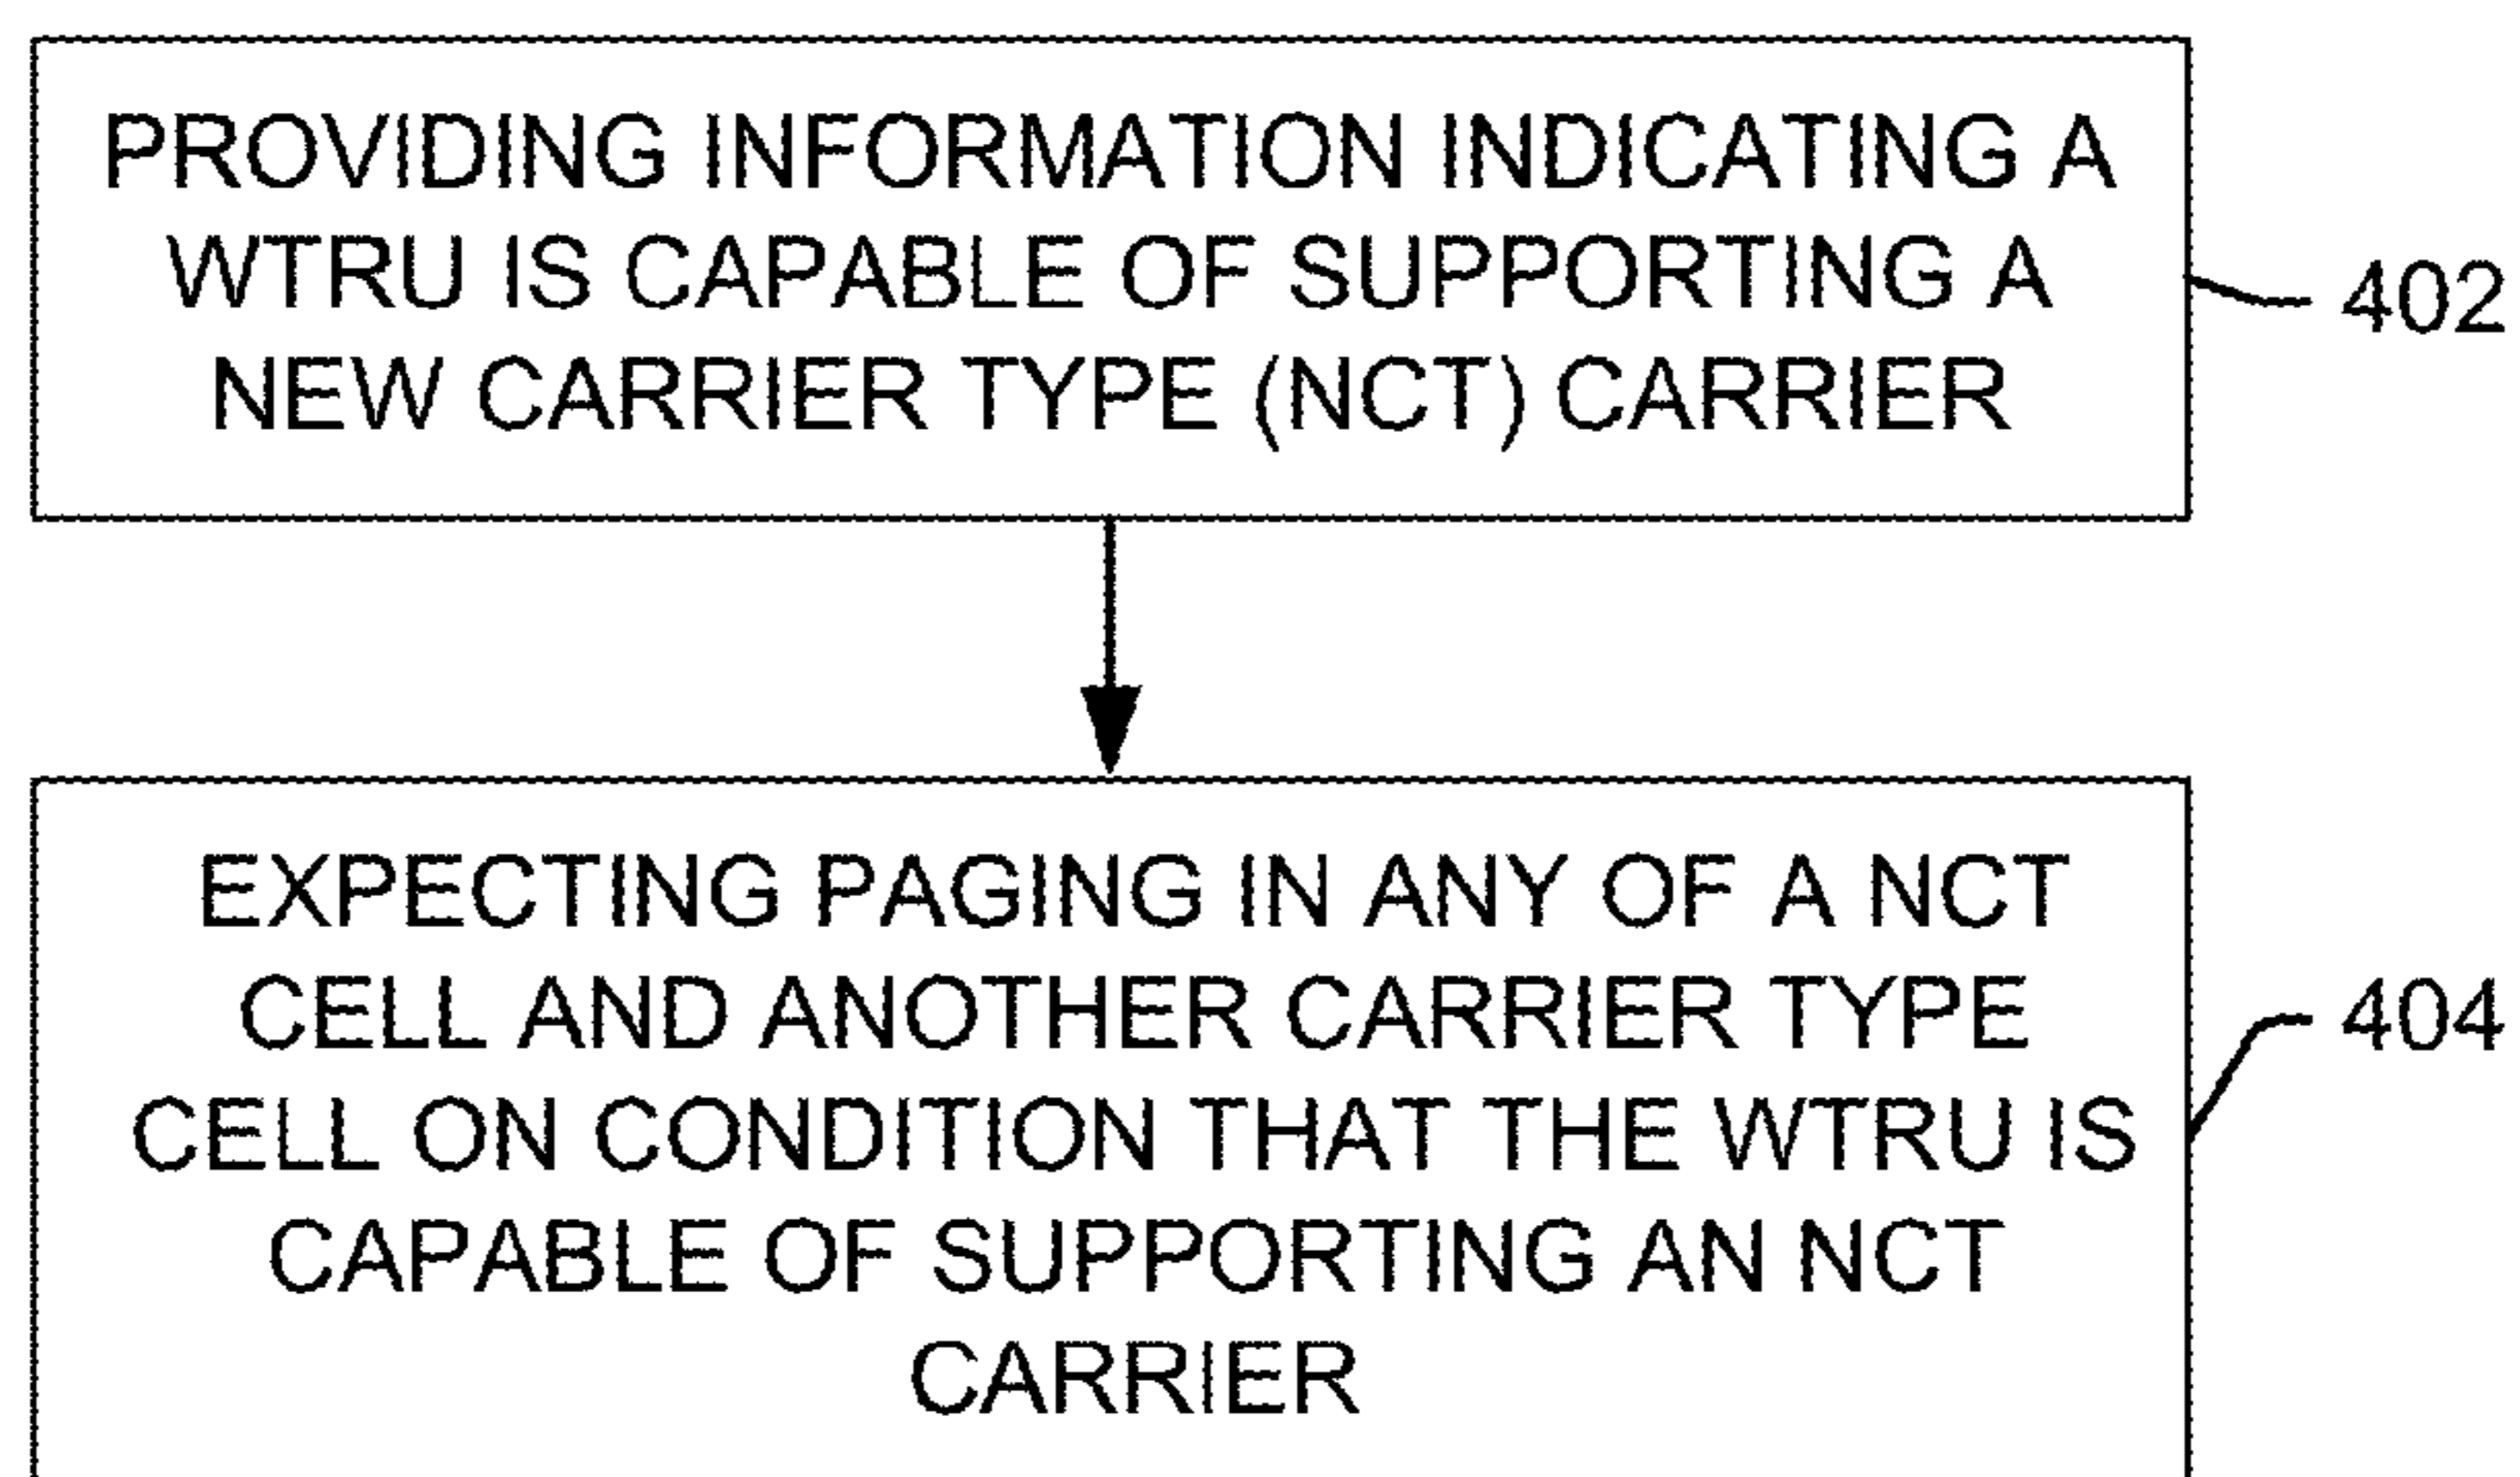 PROVIDING INFORMATION INDICATING A
WTRU IS CAPABLE OF SUPPORTING A
NEW CARRIER TYPE (NCT) CARRIER
402
EXPECTING PAGING IN ANY OF A NCT
CELL AND ANOTHER CARRIER TYPE
CELL ON CONDITION THAT THE WTRU IS
CAPABLE OF SUPPORTING AN NCT
CARRIER
404